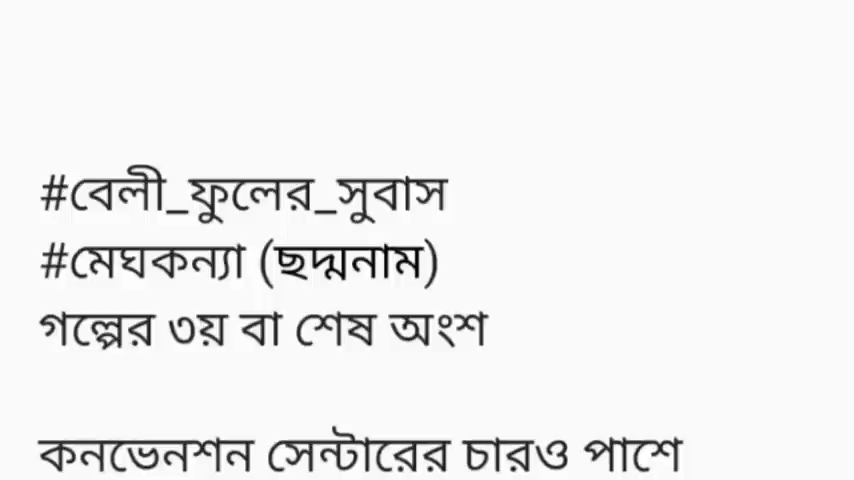 #বেলী_ফুলের_সুবাস
#মেঘকন্যা (ছদ্মনাম)
গল্পের ৩য় বা শেষ অংশ
কনভেনশন সেন্টারের চারও পাশে